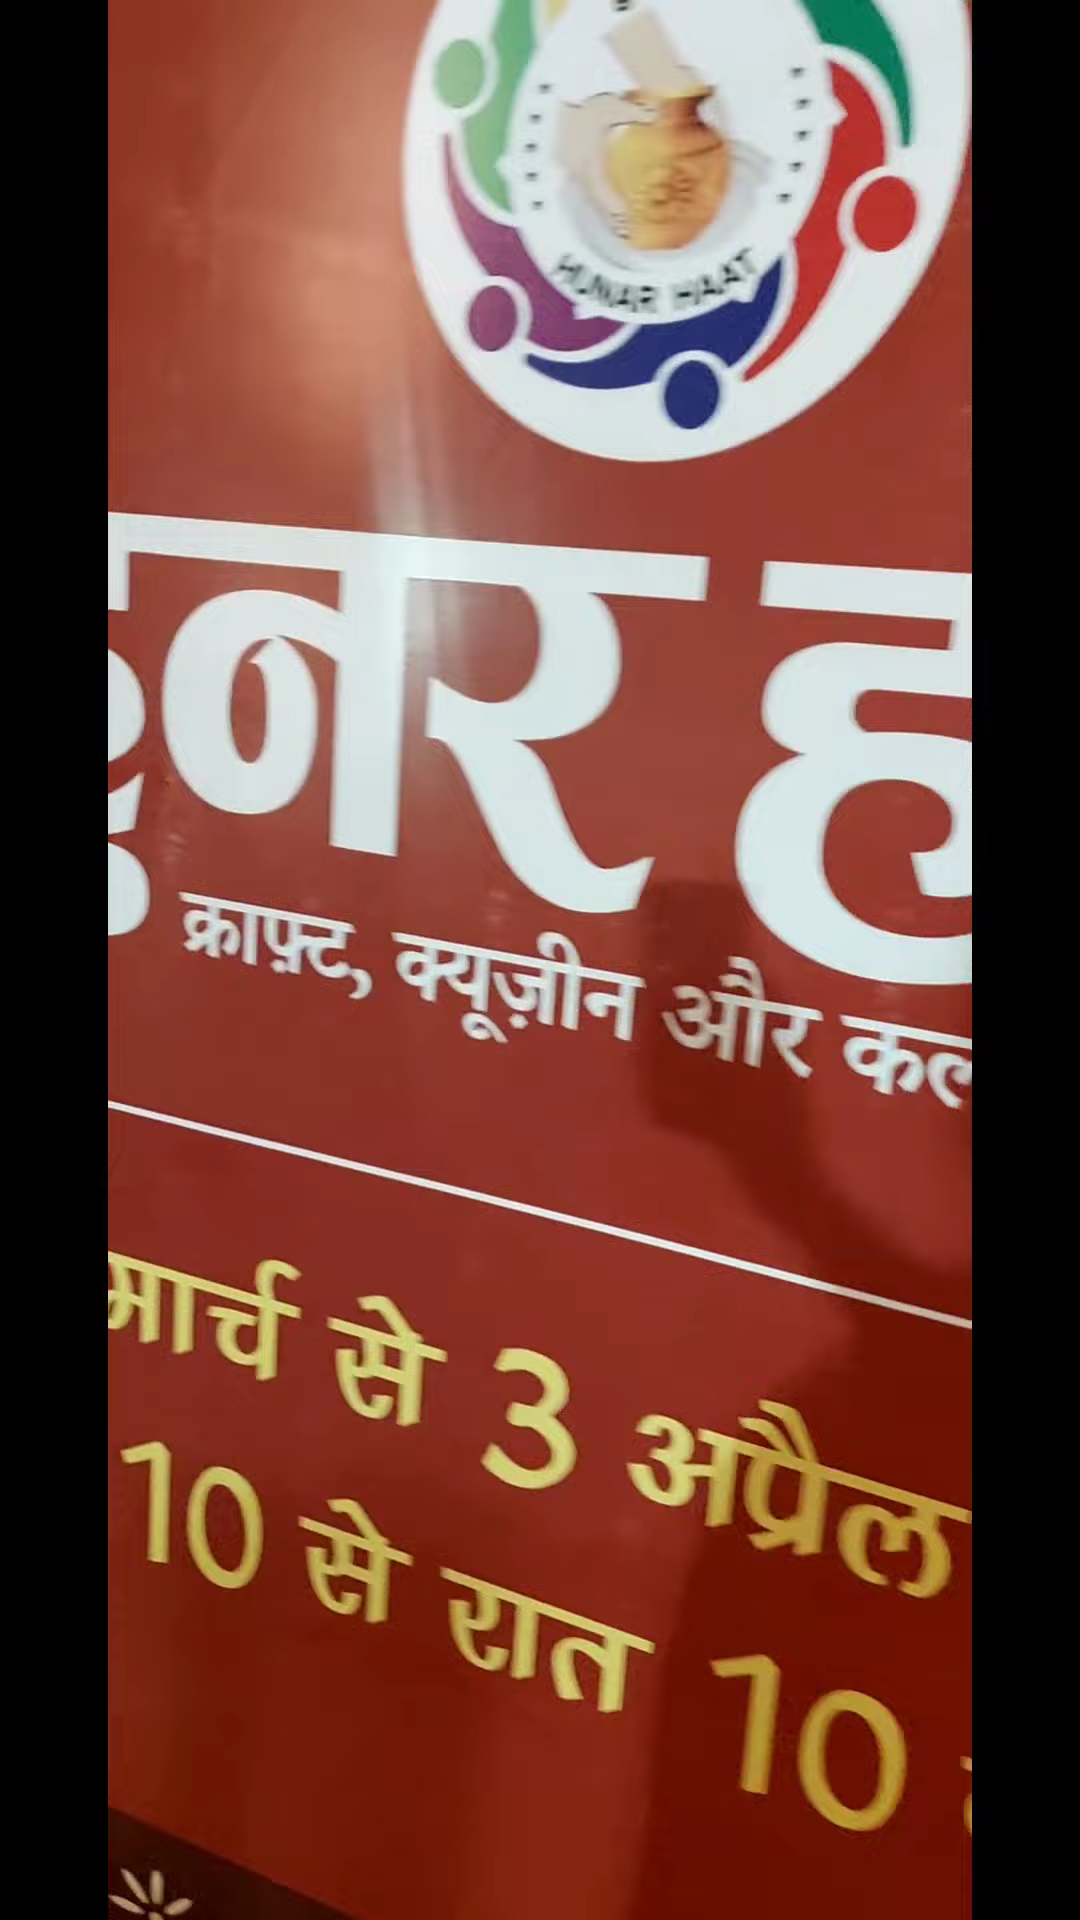 HUNAR HAAT
हुनर ह
क्राफ़्ट, क्यूज़ीन और कल
मार्च से 3 अप्रैल
10 से रात 10